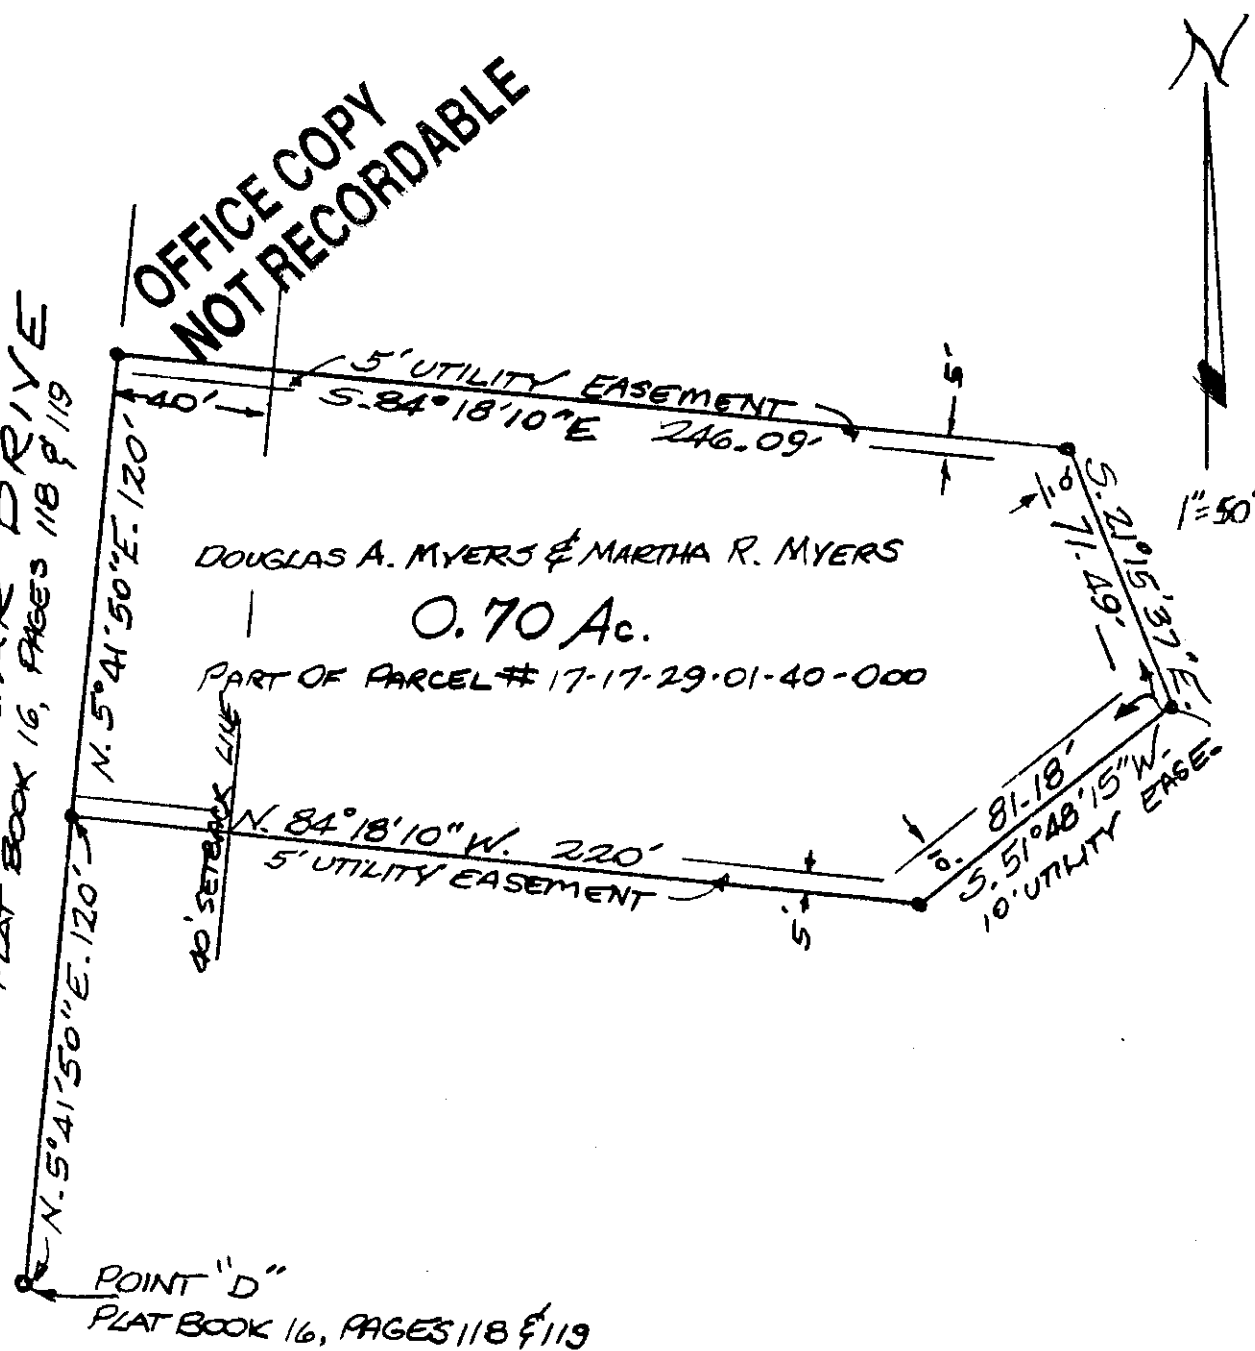 OFFICE COPY
NOT RECORDABLE
N
1"=50'
DRIVE
PLAT BOOK 16, PAGES 118 & 119
5' UTILITY EASEMENT
S. 84°18'10"E 246.09'
5'
40'
N. 5°41'50"E. 120'
S. 21°15'37"E.
71.49'
10'
DOUGLAS A. MYERS & MARTHA R. MYERS
0.70 Ac.
PART OF PARCEL # 17-17-29-01-40-000
40' SETBACK LINE
N. 84°18'10" W. 220'
5' UTILITY EASEMENT
5'
81.18'
10'
S. 51°48'15" W.
10' UTILITY EASE.
N. 5°41'50"E. 120'
POINT "D"
PLAT BOOK 16, PAGES 118 & 119